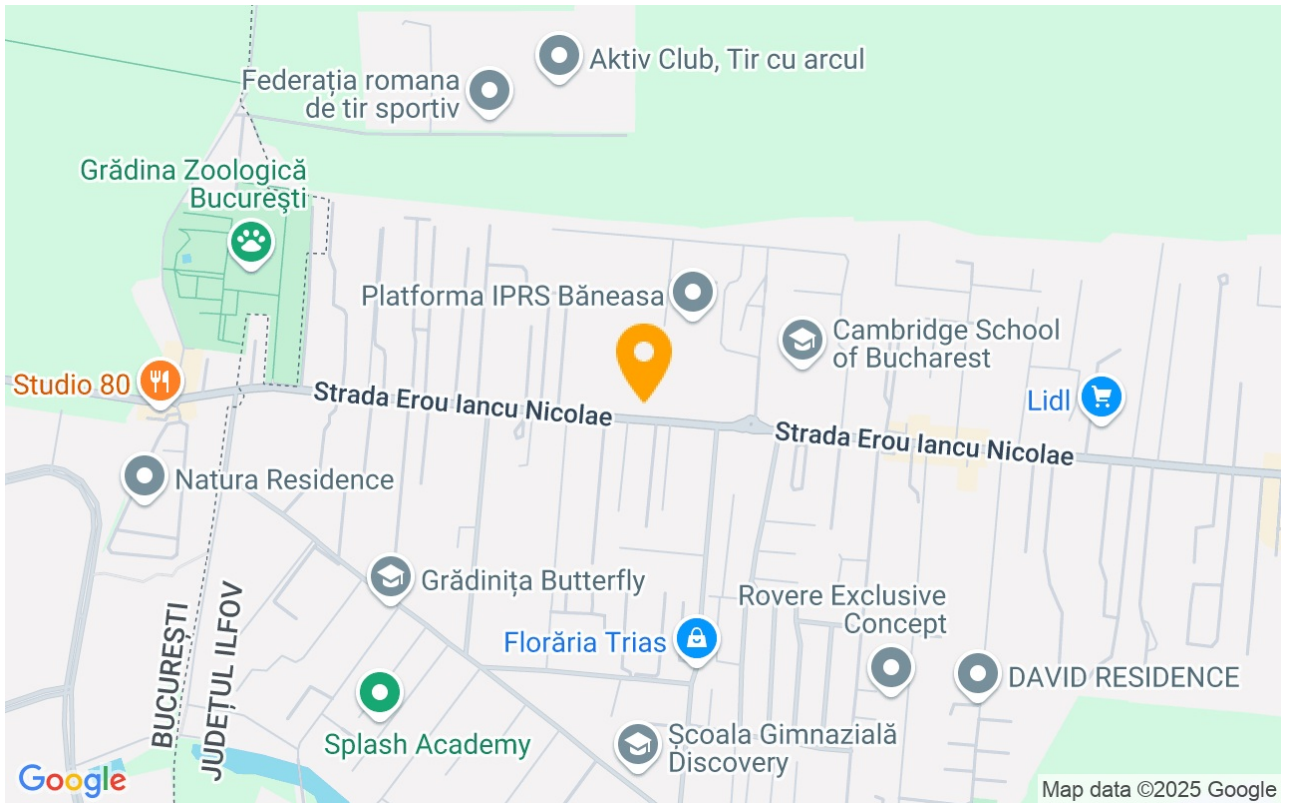 Aktiv Club, Tir cu arcul
Federația romana
de tir sportiv
Grădina Zoologică
București
Platforma IPRS Băneasa
Cambridge School
of Bucharest
Studio 80
Strada Erou Iancu Nicolae
Lidl
Strada Erou Iancu Nicolae
Natura Residence
Grădinița Butterfly
Rovere Exclusive
Concept
BUCUREȘTI
JUDEȚUL ILFOV
Florăria Trias
DAVID RESIDENCE
Splash Academy
Școala Gimnazială
Discovery
Google
Map data ©2025 Google